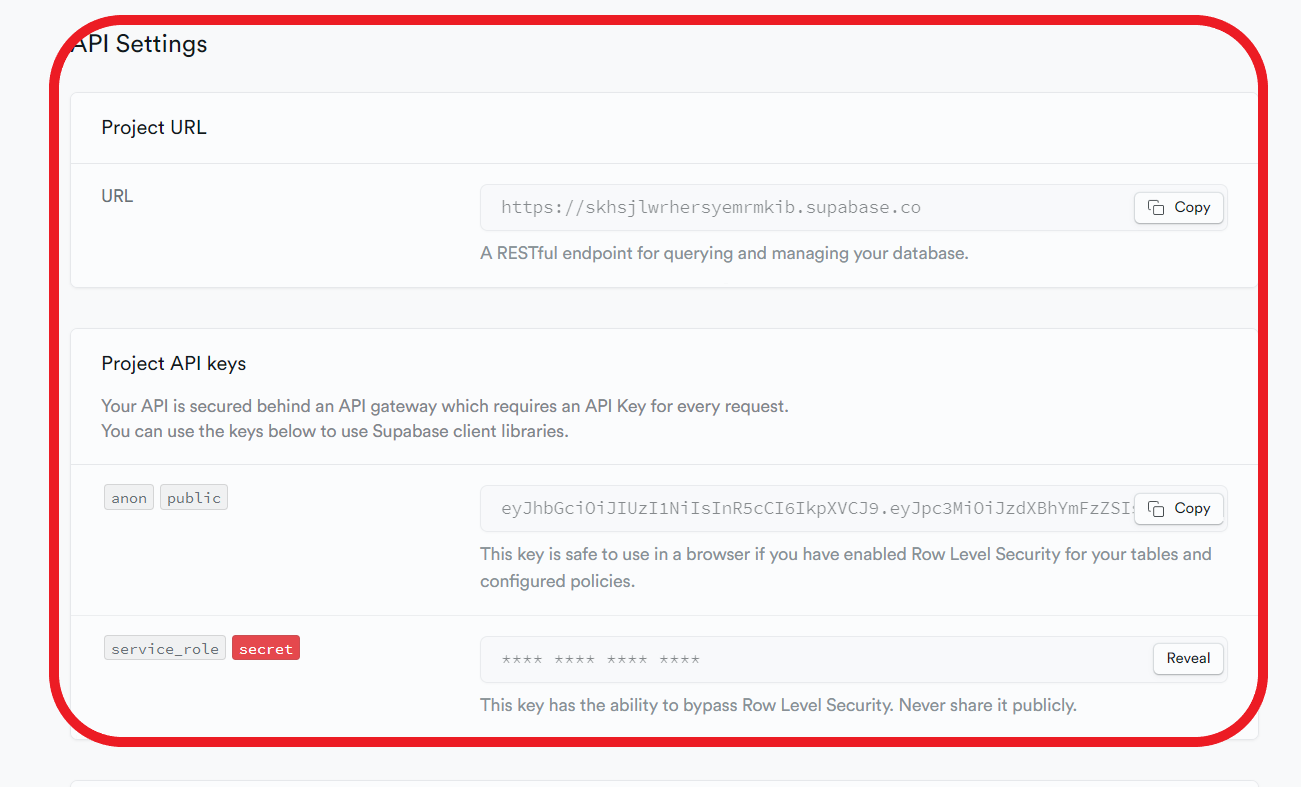 API Settings
Project URL
URL
https://skhsjlwrhersyemrmkib.supabase.co
Copy
A RESTful endpoint for querying and managing your database.
Project API keys
Your API is secured behind an API gateway which requires an API Key for every request.
You can use the keys below to use Supabase client libraries.
anon public
eyJhbGciOiJIUzI1NiIsInR5cCI6IkpXVCJ9.eyJpc3MiOiJzdXBhYmFzZSI
Copy
This key is safe to use in a browser if you have enabled Row Level Security for your tables and
configured policies.
service_role secret
**** **** **** ****
Reveal
This key has the ability to bypass Row Level Security. Never share it publicly.